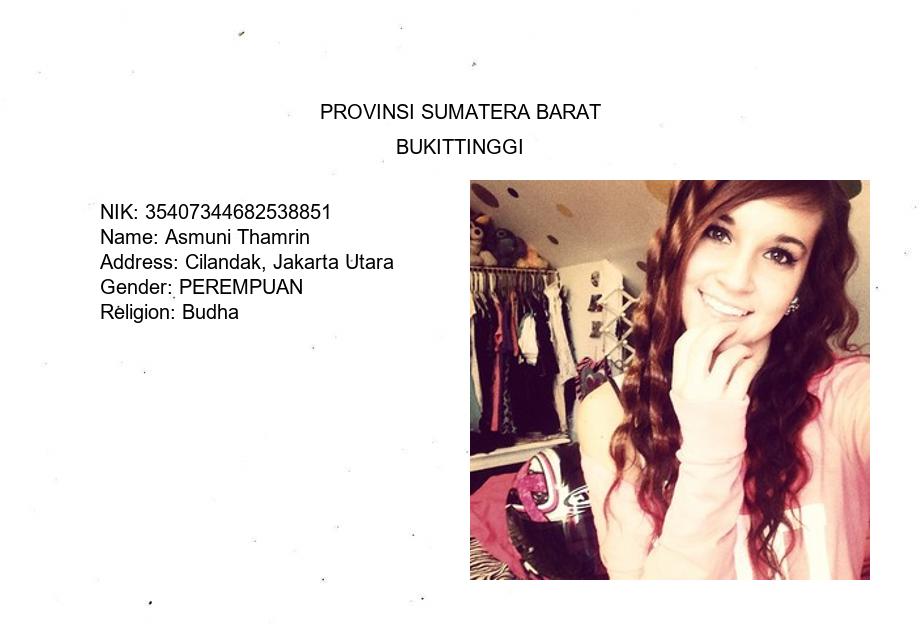 PROVINSI SUMATERA BARAT
BUKITTINGGI
NIK: 35407344682538851
Name: Asmuni Thamrin
Address: Cilandak, Jakarta Utara
Gender: PEREMPUAN
Religion: Budha